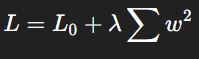 L = L₀ + λ∑w²